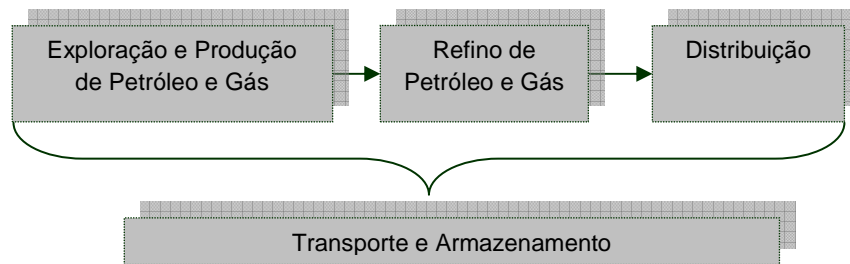 Exploração e Produção
de Petróleo e Gás
Refino de
Petróleo e Gás
Distribuição
Transporte e Armazenamento